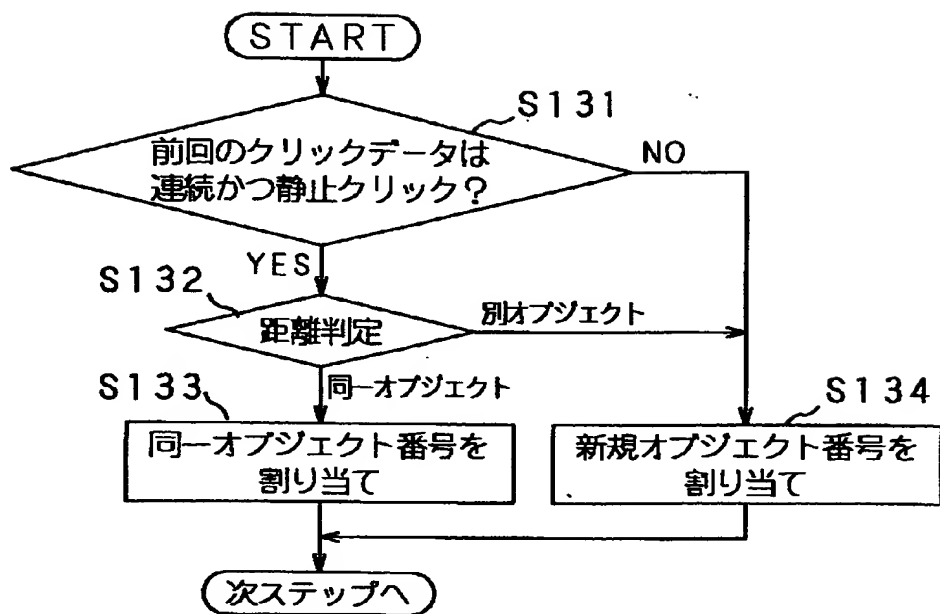 START
S131
前回のクリックデータは
連続かつ静止クリック?
NO
YES
S132
距離判定
別オブジェクト
同一オブジェクト
S133
同一オブジェクト番号を
割り当て
S134
新規オブジェクト番号を
割り当て
次ステップへ